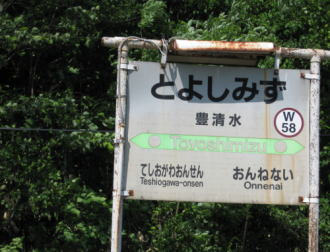 とよしみず
豊清水
W
58
Toyoshimizu
てしおがわおんせん
Teshiogawa-onsen
おんねない
Onnenai